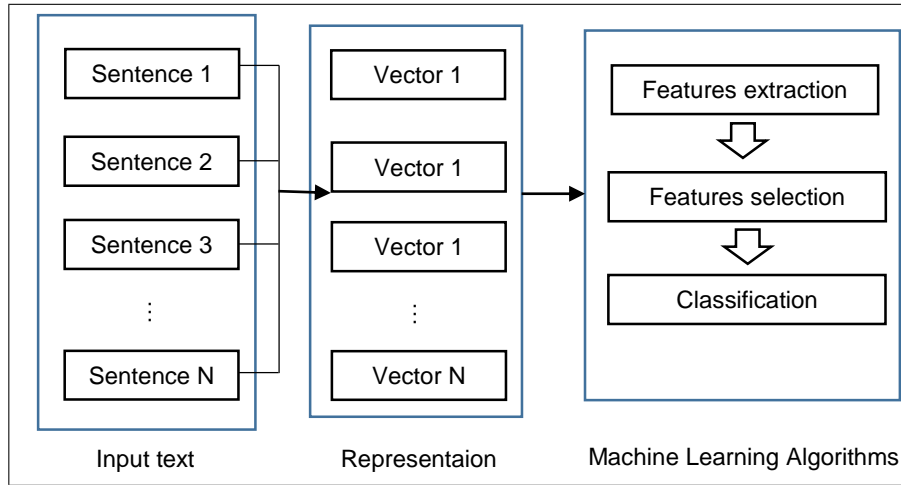 Sentence 1
Sentence 2
Sentence 3
⋮
Sentence N
Input text
Vector 1
Vector 1
Vector 1
⋮
Vector N
Representaion
Features extraction
Features selection
Classification
Machine Learning Algorithms